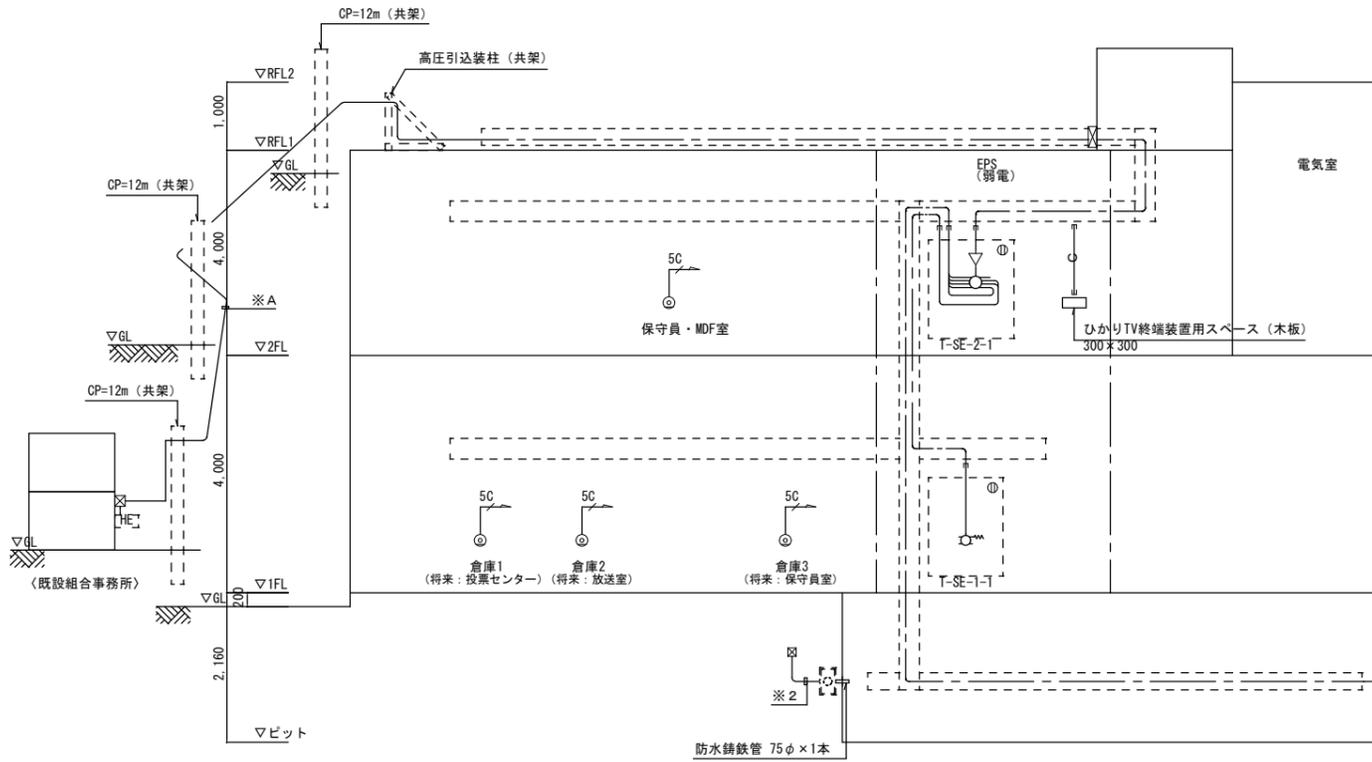 CP=12m（共架）
高圧引込装柱（共架）
▽RFL2
1,000
▽RFL1
▽GL
EPS
（弱電）
電気室
CP=12m（共架）
4,000
5C
※A
保守員・MDF室
▽GL
▽2FL
T-SE-2-1
ひかりTV終端装置用スペース（木板）
300×300
C
CP=12m（共架）
4,000
HE
▽GL
〈既設組合事務所〉
5C
5C
5C
倉庫1
（将来：投票センター）
倉庫2
（将来：放送室）
倉庫3
（将来：保守員室）
T-SE-1-1
▽1FL
▽GL
200
2,160
※2
▽ピット
防水鋳鉄管 75φ×1本